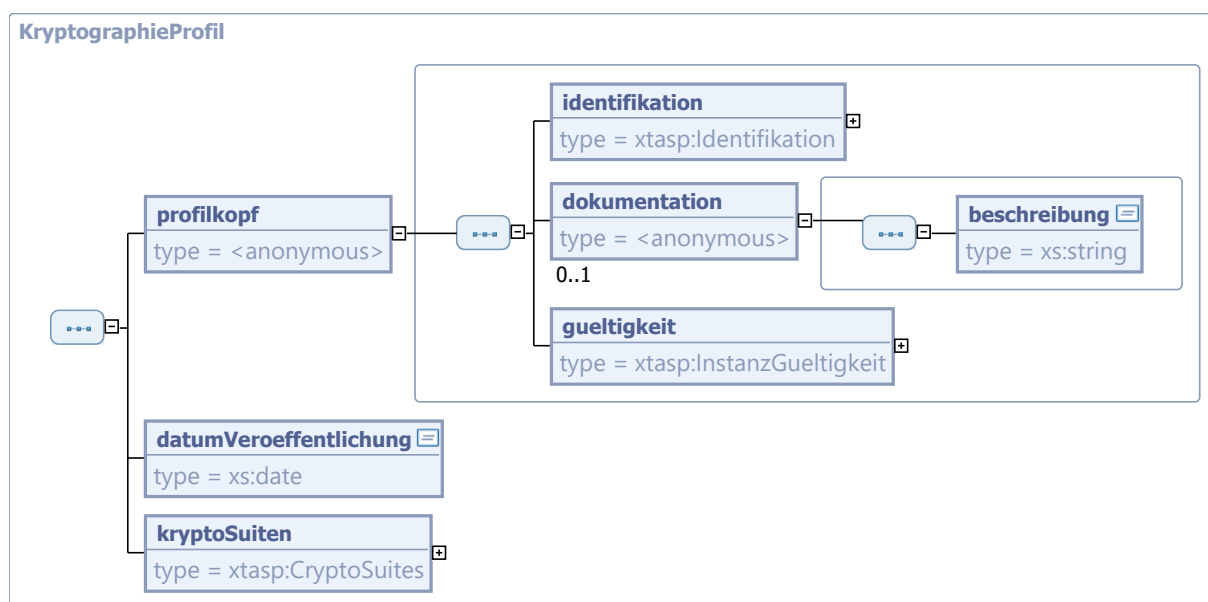 KryptographieProfil
identifikation
type = xtasp:Identifikation
profilkopf
type = <anonymous>
dokumentation
type = <anonymous>
0..1
beschreibung
type = xs:string
gueltigkeit
type = xtasp:InstanzGueltigkeit
datumVeroeffentlichung
type = xs:date
kryptoSuiten
type = xtasp:CryptoSuites